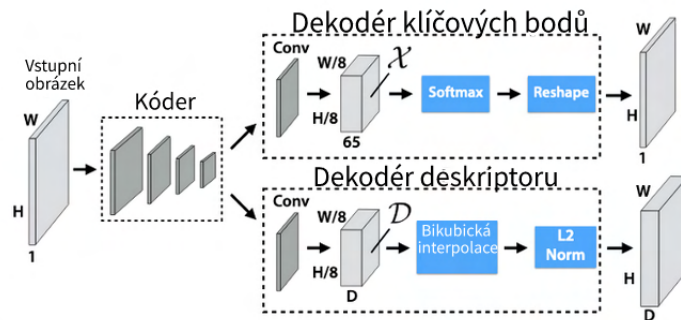 Vstupní
obrázek
W
H
1
Kóder
Dekodér klíčových bodů
Conv
W/8
H/8
65
X
Softmax
Reshape
W
H
1
Dekodér deskriptoru
Conv
W/8
H/8
D
D
Bikubická
interpolace
L2
Norm
W
H
D